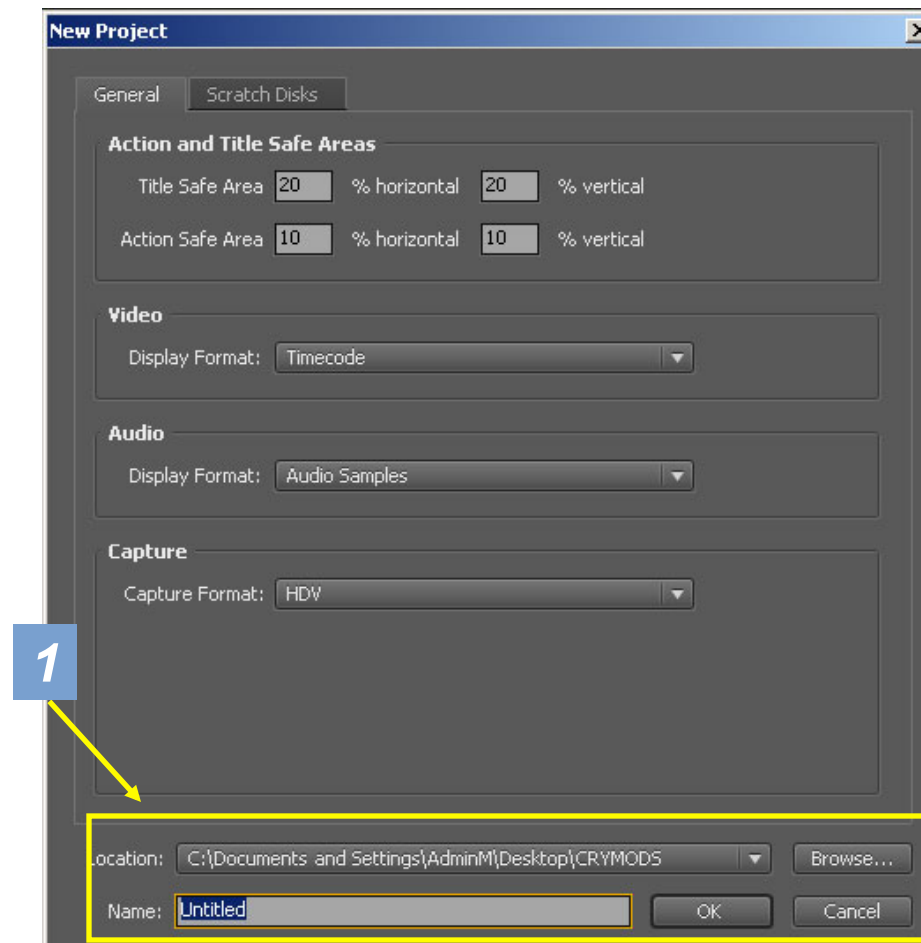 New Project
General Scratch Disks
Action and Title Safe Areas
Title Safe Area 20 % horizontal 20 % vertical
Action Safe Area 10 % horizontal 10 % vertical
Video
Display Format: Timecode
Audio
Display Format: Audio Samples
Capture
Capture Format: HDV
1
Location: C:\Documents and Settings\AdminM\Desktop\CRYMODS Browse...
Name: Untitled OK Cancel